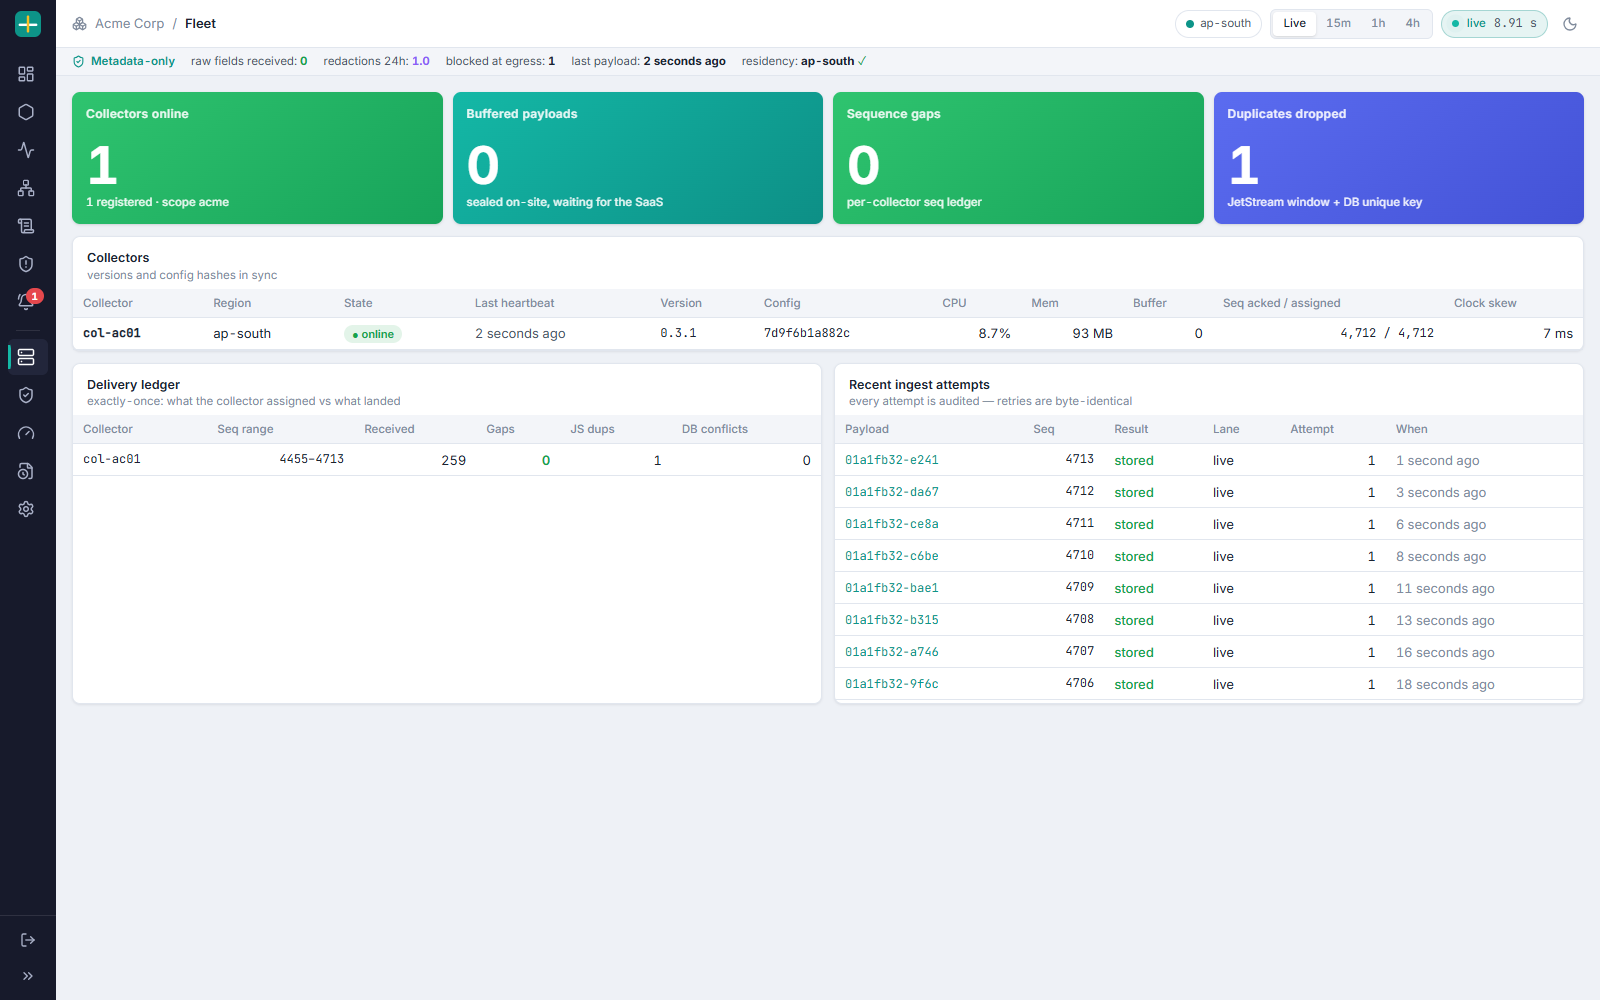 Acme Corp / Fleet
ap-south
Live 15m 1h 4h
live 8.91 s
Metadata-only raw fields received: 0 redactions 24h: 1.0 blocked at egress: 1 last payload: 2 seconds ago residency: ap-south ✓
Collectors online
1
1 registered · scope acme
Buffered payloads
0
sealed on-site, waiting for the SaaS
Sequence gaps
0
per-collector seq ledger
Duplicates dropped
1
JetStream window + DB unique key
1
Collectors
versions and config hashes in sync
Collector Region State Last heartbeat Version Config CPU Mem Buffer Seq acked / assigned Clock skew
col-ac01 ap-south online 2 seconds ago 0.3.1 7d9f6b1a882c 8.7% 93 MB 0 4,712 / 4,712 7 ms
Delivery ledger
exactly-once: what the collector assigned vs what landed
Collector Seq range Received Gaps JS dups DB conflicts
col-ac01 4455–4713 259 0 1 0
Recent ingest attempts
every attempt is audited — retries are byte-identical
Payload Seq Result Lane Attempt When
01a1fb32-e241 4713 stored live 1 1 second ago
01a1fb32-da67 4712 stored live 1 3 seconds ago
01a1fb32-ce8a 4711 stored live 1 6 seconds ago
01a1fb32-c6be 4710 stored live 1 8 seconds ago
01a1fb32-bae1 4709 stored live 1 11 seconds ago
01a1fb32-b315 4708 stored live 1 13 seconds ago
01a1fb32-a746 4707 stored live 1 16 seconds ago
01a1fb32-9f6c 4706 stored live 1 18 seconds ago